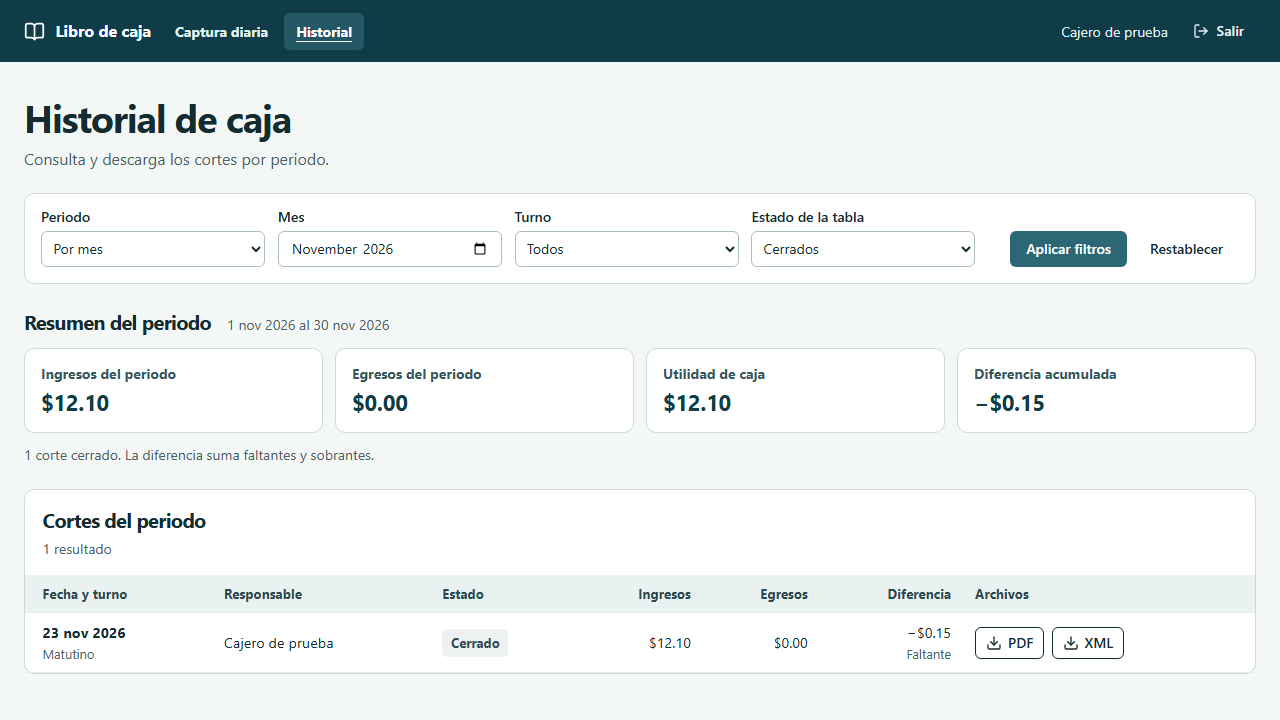 Libro de caja Captura diaria Historial Cajero de prueba Salir
Historial de caja
Consulta y descarga los cortes por periodo.
Periodo Mes Turno Estado de la tabla
Por mes November 2026 Todos Cerrados Aplicar filtros Restablecer
Resumen del periodo 1 nov 2026 al 30 nov 2026
Ingresos del periodo Egresos del periodo Utilidad de caja Diferencia acumulada
$12.10 $0.00 $12.10 −$0.15
1 corte cerrado. La diferencia suma faltantes y sobrantes.
Cortes del periodo
1 resultado
Fecha y turno Responsable Estado Ingresos Egresos Diferencia Archivos
23 nov 2026 Cajero de prueba Cerrado $12.10 $0.00 −$0.15 PDF XML
Matutino Faltante